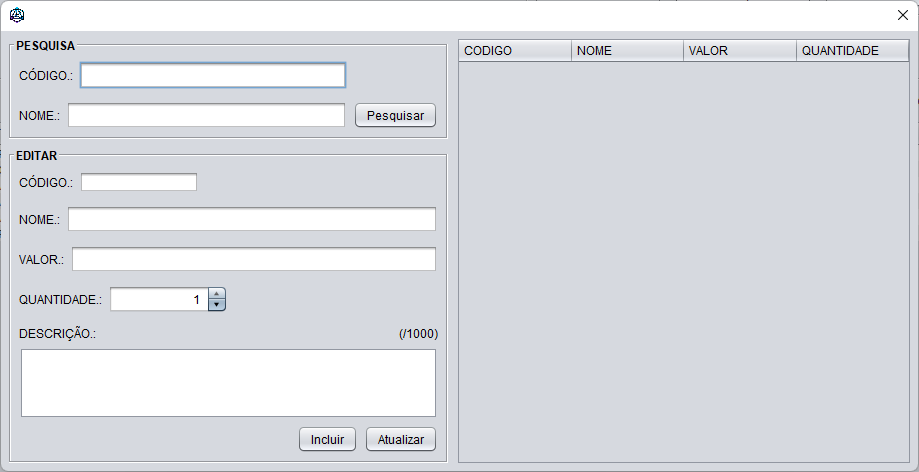 PESQUISA
CÓDIGO.:
NOME.:
Pesquisar
EDITAR
CÓDIGO.:
NOME.:
VALOR.:
QUANTIDADE.: 1
DESCRIÇÃO.: (/1000)
Incluir Atualizar
CODIGO NOME VALOR QUANTIDADE